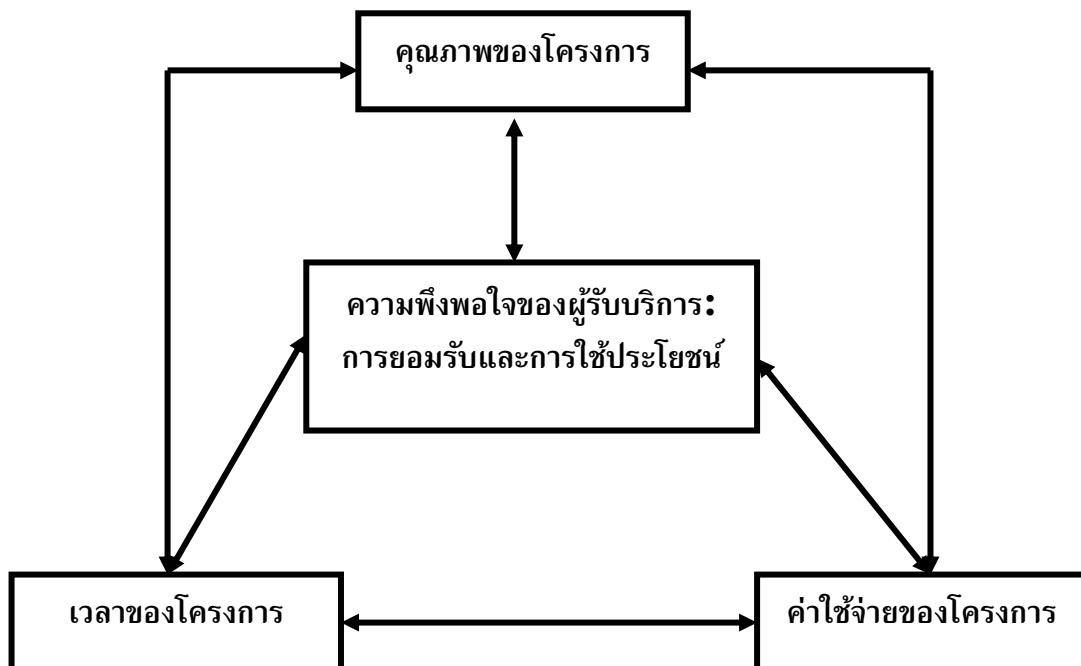 คุณภาพของโครงการ
ความพึงพอใจของผู้รับบริการ:
การยอมรับและการใช้ประโยชน์
เวลาของโครงการ
ค่าใช้จ่ายของโครงการ